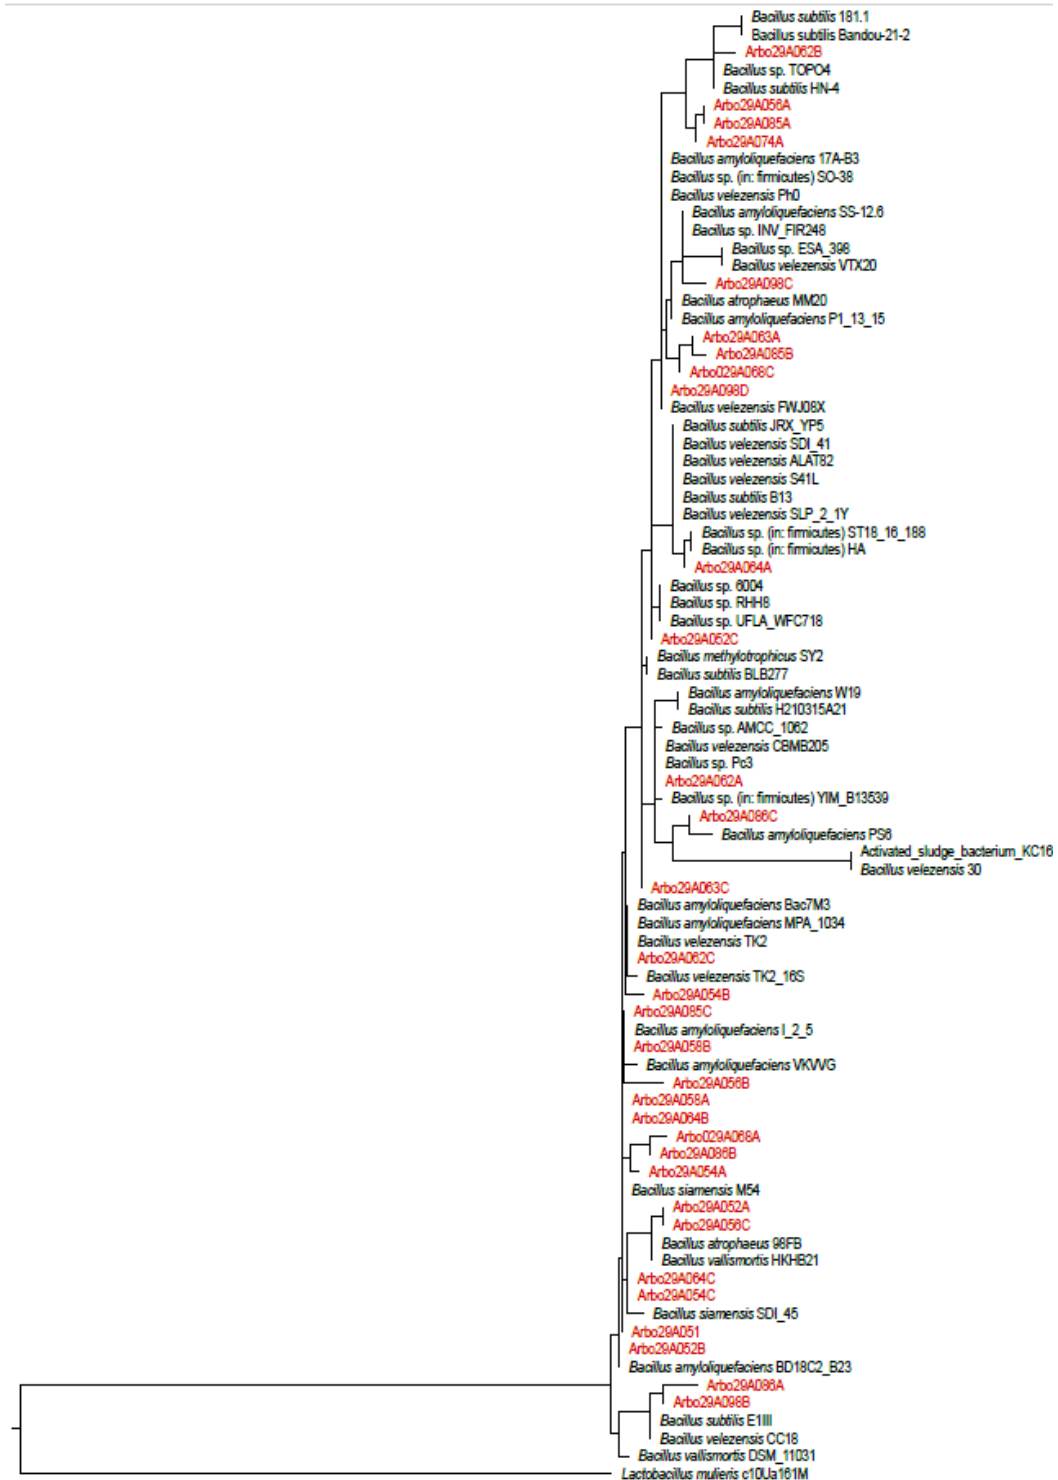 Bacillus subtilis 181.1
Bacillus subtilis Bandou-21-2
Arbo29A062B
Bacillus sp. TOPO4
Bacillus subtilis HN-4
Arbo29A056A
Arbo29A085A
Arbo29A074A
Bacillus amyloliquefaciens 17A-B3
Bacillus sp. (in: firmicutes) SO-38
Bacillus velezensis Ph0
Bacillus amyloliquefaciens SS-12.6
Bacillus sp. INV_FIR248
Bacillus sp. ESA_398
Bacillus velezensis VTX20
Arbo29A098C
Bacillus atrophaeus MM20
Bacillus amyloliquefaciens P1_13_15
Arbo29A063A
Arbo29A085B
Arbo029A068C
Arbo29A098D
Bacillus velezensis FWJ08X
Bacillus subtilis JRX_YP5
Bacillus velezensis SDI_41
Bacillus velezensis ALAT82
Bacillus velezensis S41L
Bacillus subtilis B13
Bacillus velezensis SLP_2_1Y
Bacillus sp. (in: firmicutes) ST18_16_188
Bacillus sp. (in: firmicutes) HA
Arbo29A064A
Bacillus sp. 6004
Bacillus sp. RHH8
Bacillus sp. UFLA_WFC718
Arbo29A052C
Bacillus methylotrophicus SY2
Bacillus subtilis BLB277
Bacillus amyloliquefaciens W19
Bacillus subtilis H210315A21
Bacillus sp. AMCC_1062
Bacillus velezensis CBMB205
Bacillus sp. Pc3
Arbo29A062A
Bacillus sp. (in: firmicutes) YIM_B13539
Arbo29A086C
Bacillus amyloliquefaciens PS6
Activated_sludge_bacterium_KC16
Bacillus velezensis 30
Arbo29A063C
Bacillus amyloliquefaciens Bac7M3
Bacillus amyloliquefaciens MPA_1034
Bacillus velezensis TK2
Arbo29A062C
Bacillus velezensis TK2_16S
Arbo29A054B
Arbo29A085C
Bacillus amyloliquefaciens I_2_5
Arbo29A058B
Bacillus amyloliquefaciens VKVVG
Arbo29A056B
Arbo29A058A
Arbo29A064B
Arbo029A068A
Arbo29A086B
Arbo29A054A
Bacillus siamensis M54
Arbo29A052A
Arbo29A056C
Bacillus atrophaeus 98FB
Bacillus vallismortis HKHB21
Arbo29A064C
Arbo29A054C
Bacillus siamensis SDI_45
Arbo29A051
Arbo29A052B
Bacillus amyloliquefaciens BD18C2_B23
Arbo29A086A
Arbo29A098B
Bacillus subtilis E1III
Bacillus velezensis CC18
Bacillus vallismortis DSM_11031
Lactobacillus mulieris c10Ua161M